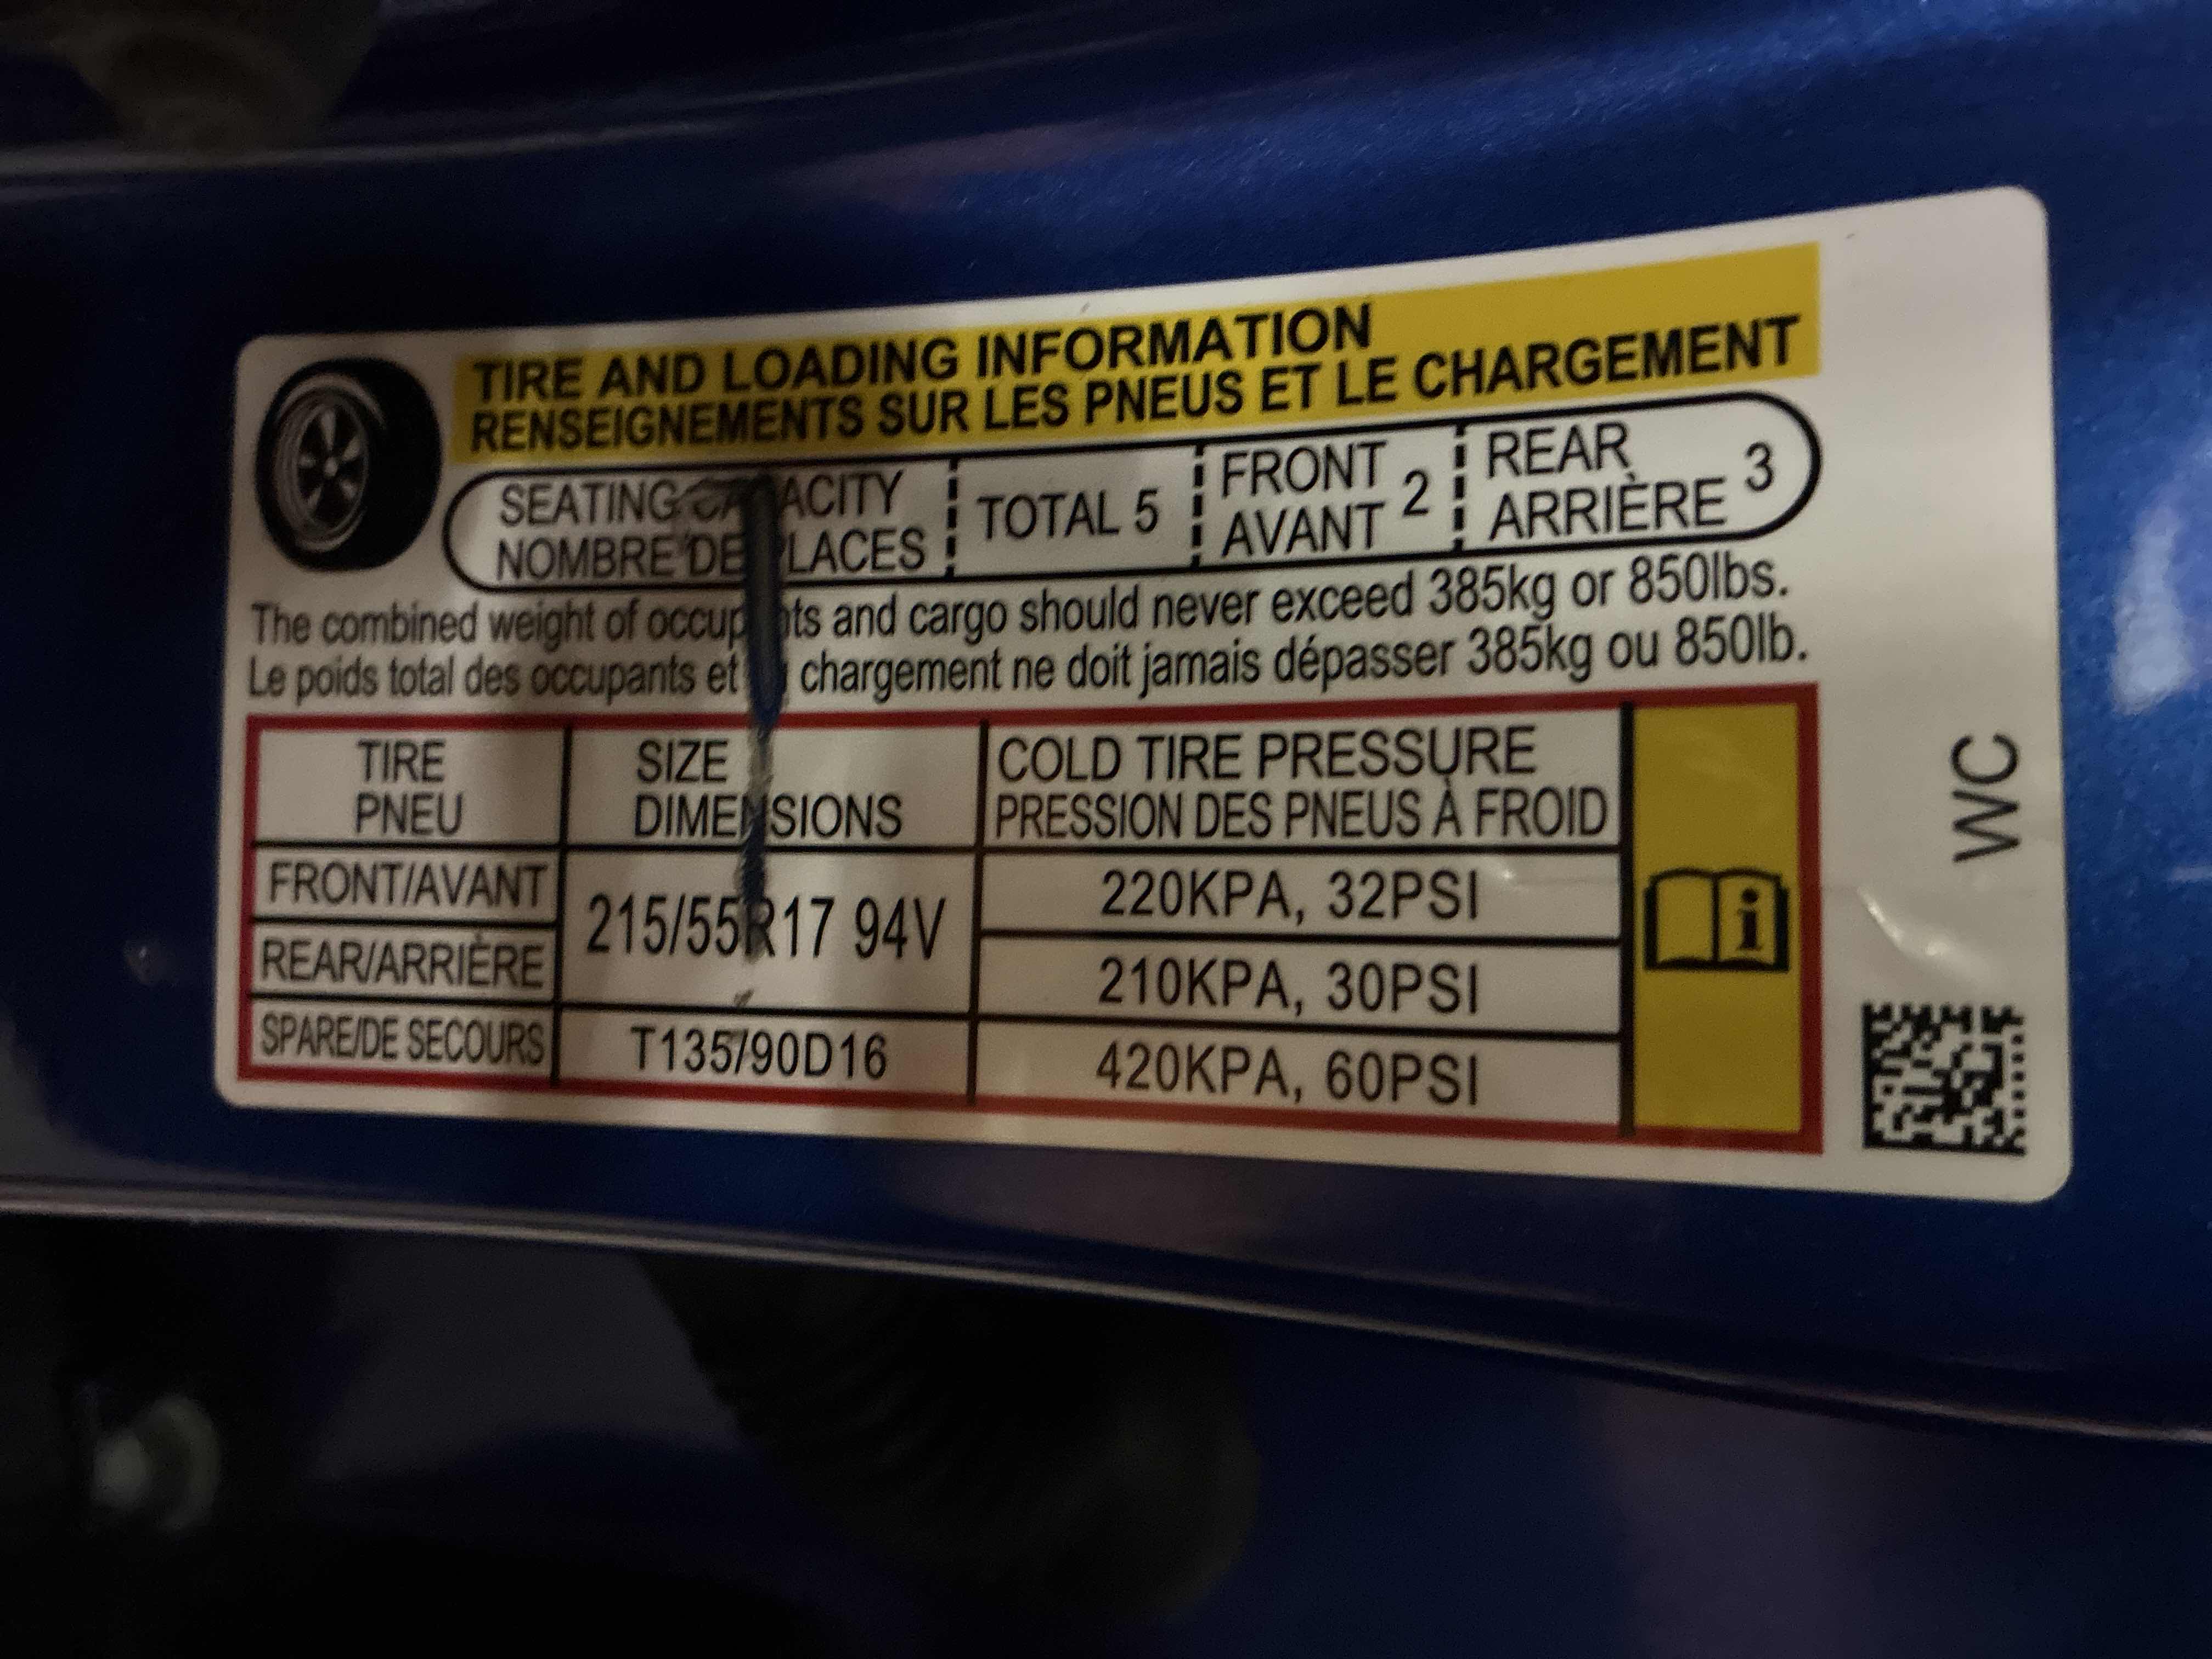 TIRE AND LOADING INFORMATION
RENSEIGNEMENTS SUR LES PNEUS ET LE CHARGEMENT
SEATING CAPACITY TOTAL 5 FRONT 2 REAR 3
NOMBRE DE PLACES AVANT ARRIÈRE
The combined weight of occupants and cargo should never exceed 385kg or 850lbs.
Le poids total des occupants et du chargement ne doit jamais dépasser 385kg ou 850lb.
TIRE SIZE COLD TIRE PRESSURE
PNEU DIMENSIONS PRESSION DES PNEUS À FROID
FRONT/AVANT 215/55R17 94V 220KPA, 32PSI
REAR/ARRIÈRE 210KPA, 30PSI
SPARE/DE SECOURS T135/90D16 420KPA, 60PSI
WC